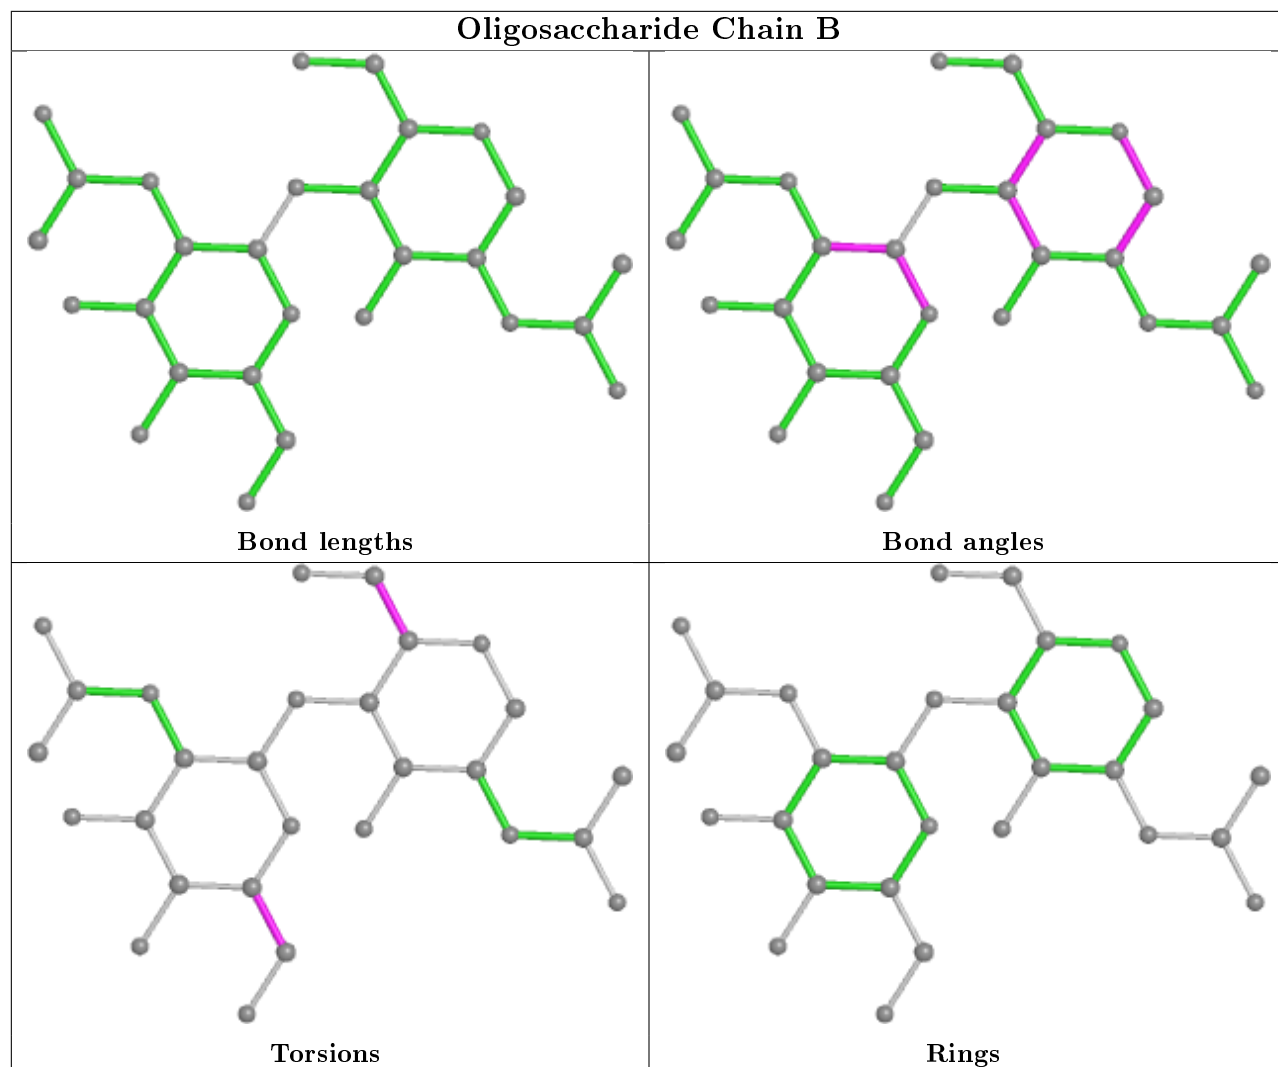 Oligosaccharide Chain B
Bond lengths
Bond angles
Torsions
Rings